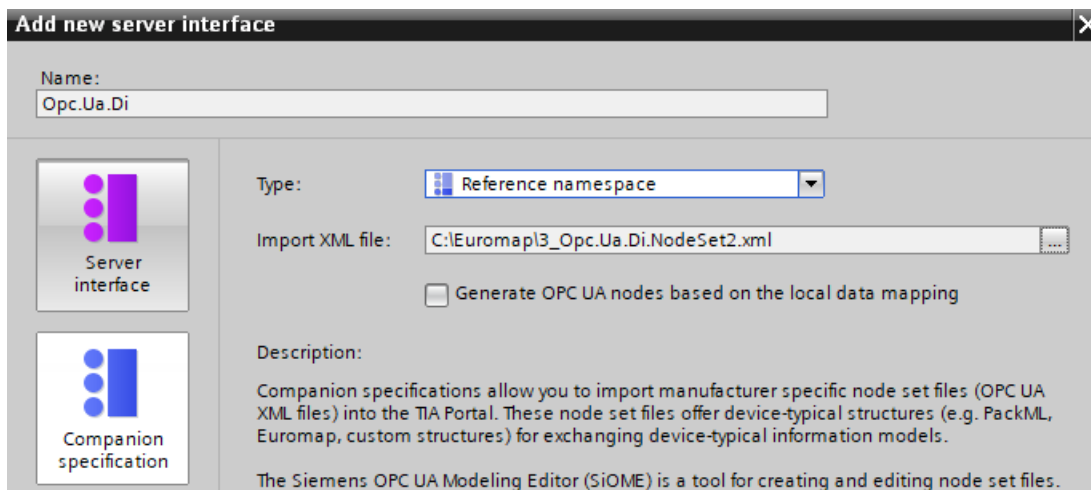 Add new server interface
Name:
Opc.Ua.Di
Server
interface
Companion
specification
Type:
Reference namespace
Import XML file:
C:\Euromap\3_Opc.Ua.Di.NodeSet2.xml
...
Generate OPC UA nodes based on the local data mapping
Description:
Companion specifications allow you to import manufacturer specific node set files (OPC UA
XML files) into the TIA Portal. These node set files offer device-typical structures (e.g. PackML,
Euromap, custom structures) for exchanging device-typical information models.
The Siemens OPC UA Modeling Editor (SiOME) is a tool for creating and editing node set files.